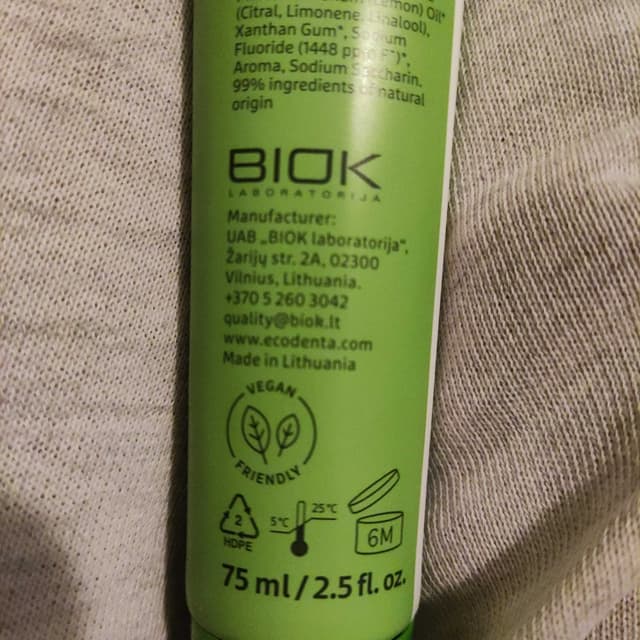 (Lemon) Oil*
(Citral, Limonene, Linalool),
Xanthan Gum*, Sodium
Fluoride (1448 ppm F⁻)*,
Aroma, Sodium Saccharin.
99% ingredients of natural
origin
BIOK
LABORATORIJA
Manufacturer:
UAB „BIOK laboratorija“,
Žarijų str. 2A, 02300
Vilnius, Lithuania.
+370 5 260 3042
quality@biok.lt
www.ecodenta.com
Made in Lithuania
VEGAN
FRIENDLY
2
HDPE
5°C
25°C
6M
75 ml / 2.5 fl. oz.